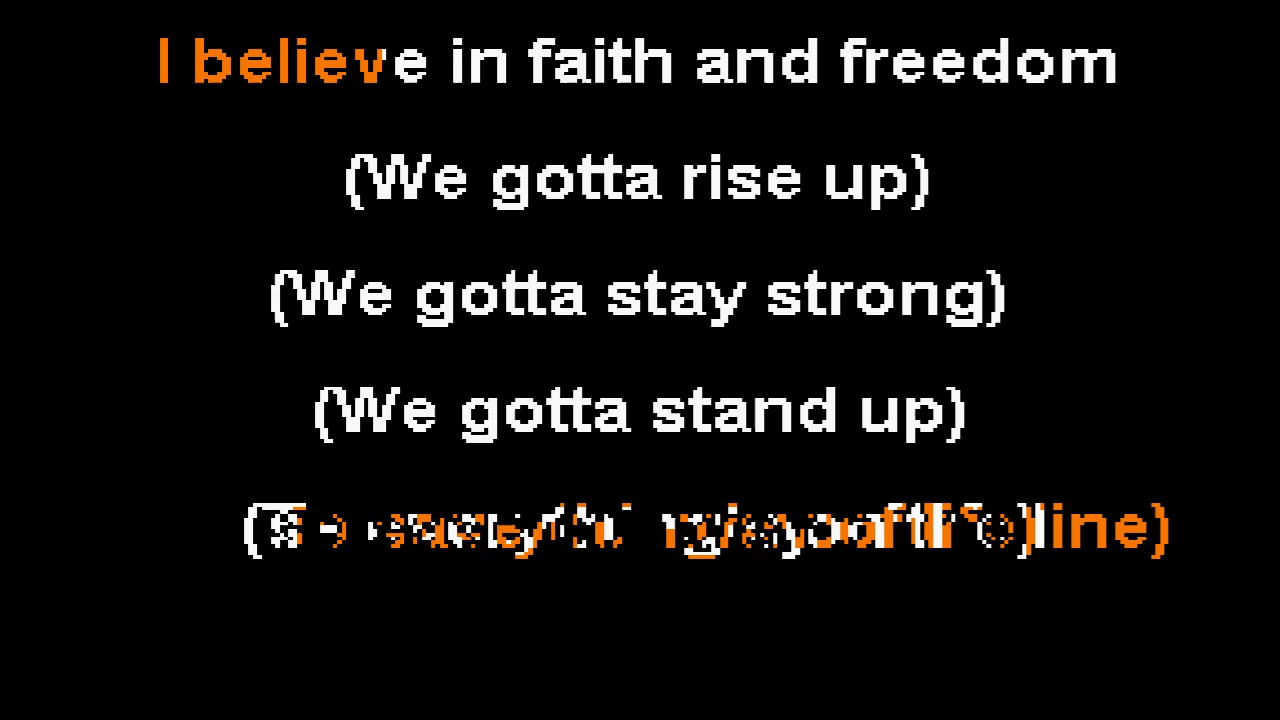 I believe in faith and freedom
(We gotta rise up)
(We gotta stay strong)
(We gotta stand up)
line)